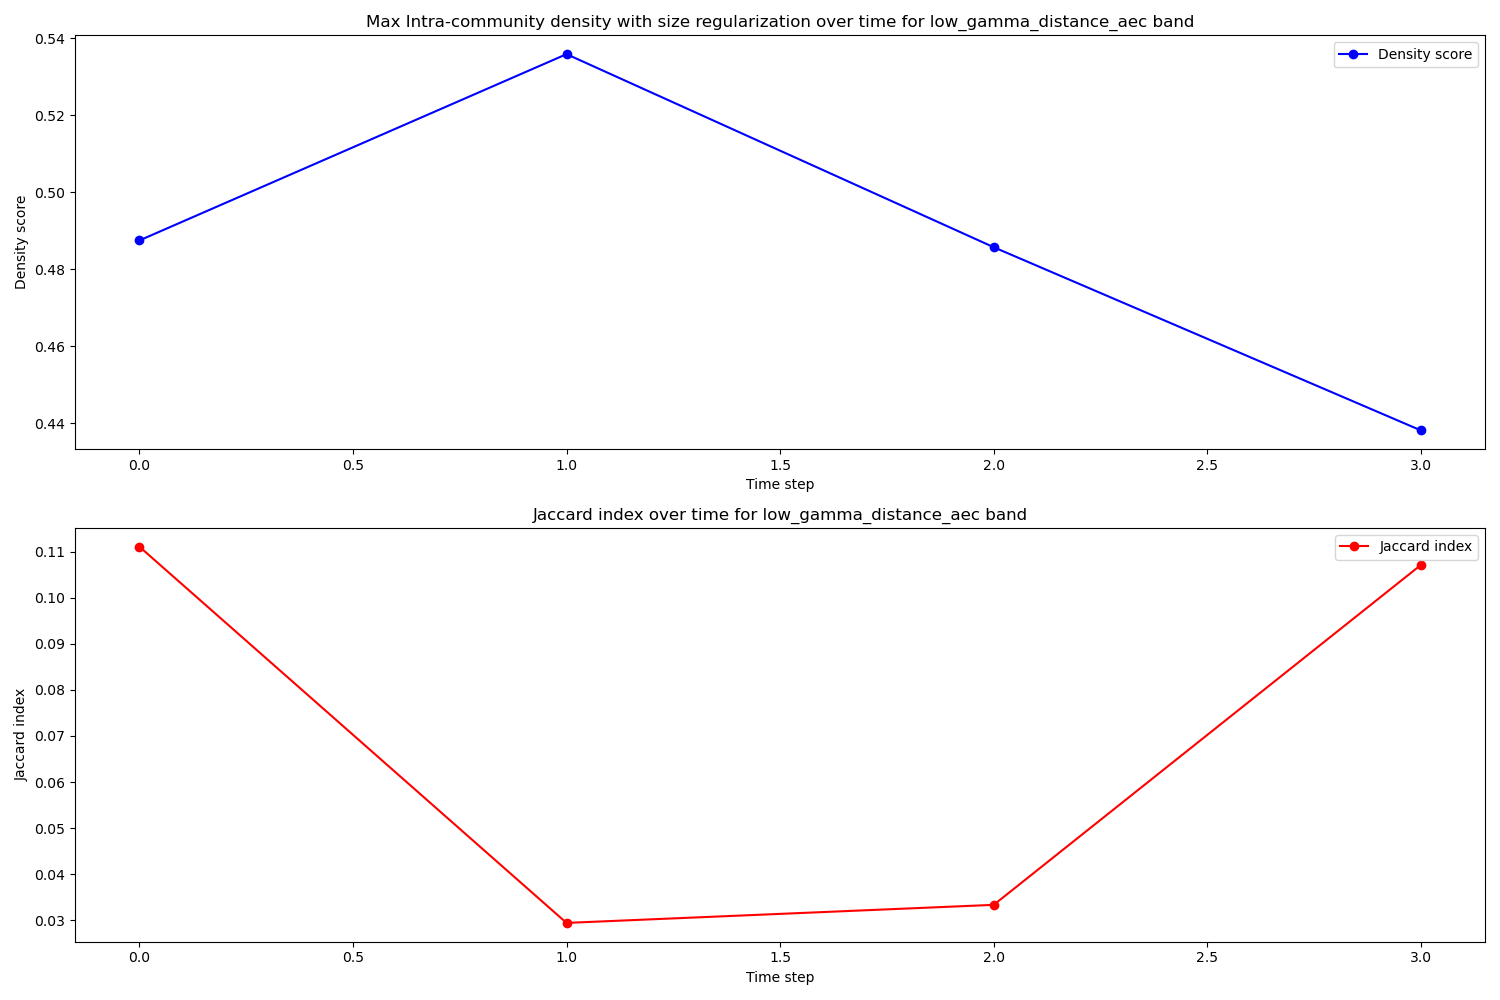 Max Intra-community density with size regularization over time for low_gamma_distance_aec band
Density score
0.54
0.52
0.50
0.48
0.46
0.44
Density score
0.0 0.5 1.0 1.5 2.0 2.5 3.0
Time step
Jaccard index over time for low_gamma_distance_aec band
Jaccard index
0.11
0.10
0.09
0.08
0.07
0.06
0.05
0.04
0.03
Jaccard index
0.0 0.5 1.0 1.5 2.0 2.5 3.0
Time step